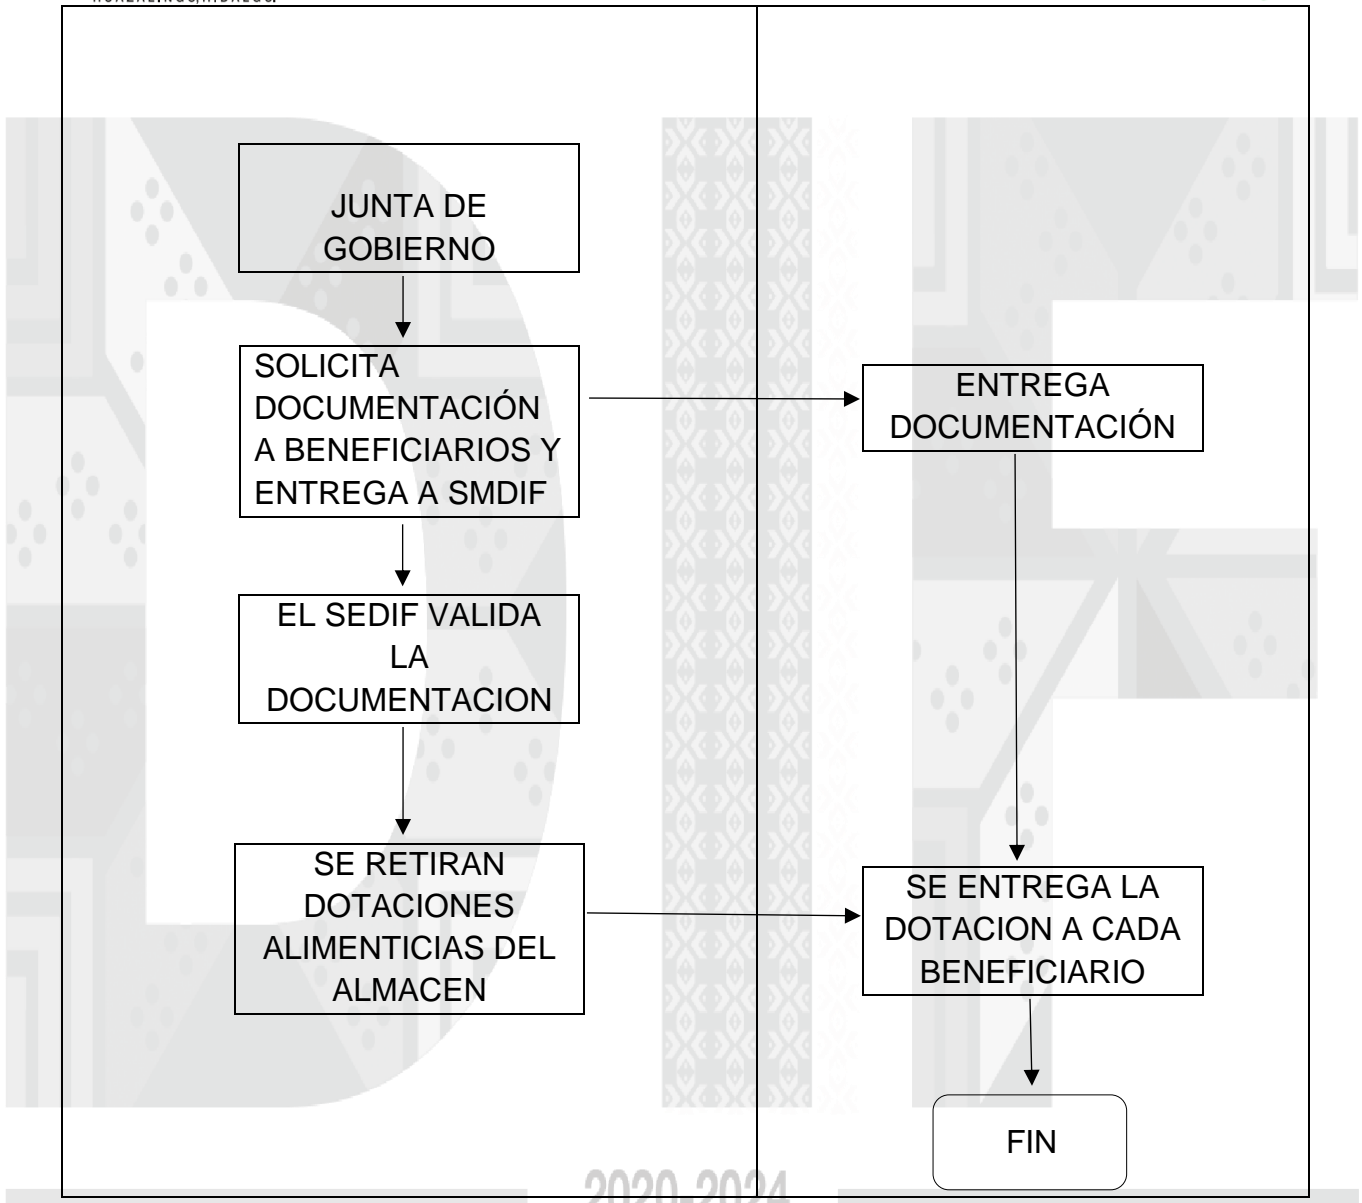 JUNTA DE
GOBIERNO
SOLICITA
DOCUMENTACIÓN
A BENEFICIARIOS Y
ENTREGA A SMDIF
ENTREGA
DOCUMENTACIÓN
EL SEDIF VALIDA
LA
DOCUMENTACION
SE RETIRAN
DOTACIONES
ALIMENTICIAS DEL
ALMACEN
SE ENTREGA LA
DOTACION A CADA
BENEFICIARIO
FIN
2020-2024